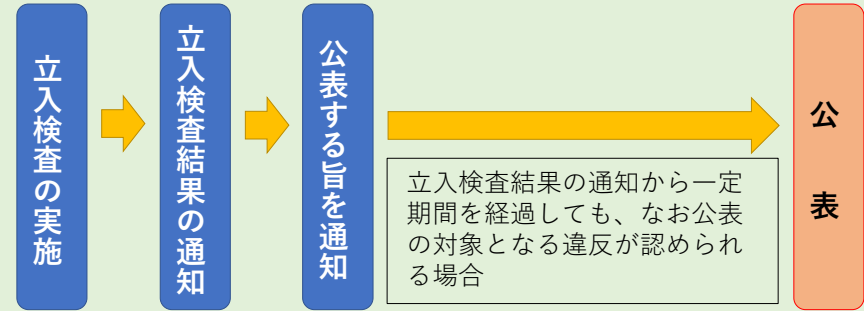 立入検査の実施
立入検査結果の通知
公表する旨を通知
立入検査結果の通知から一定
期間を経過しても、なお公表
の対象となる違反が認められ
る場合
公表